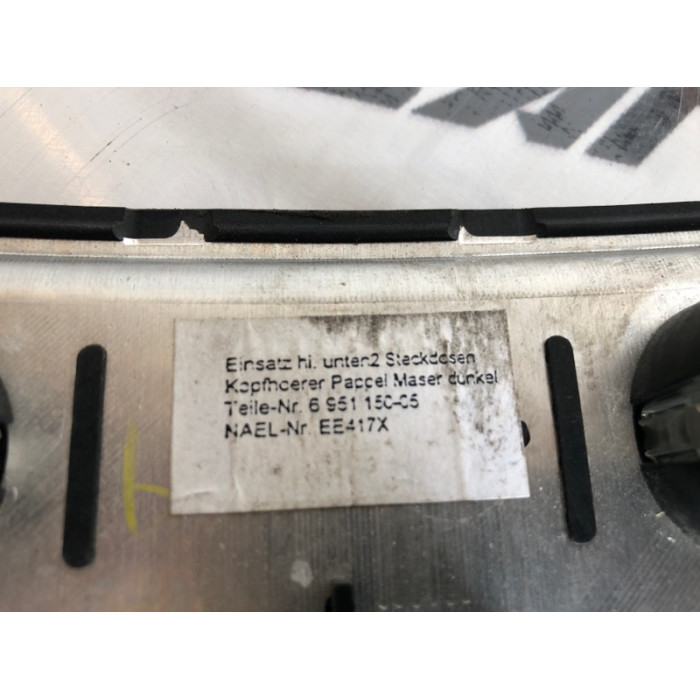 Einsatz hi. unten2 Steckdosen
Kopfhoerer Pappel Maser dunkel
Teile-Nr. 6 951 150-05
NAEL-Nr. EE417X